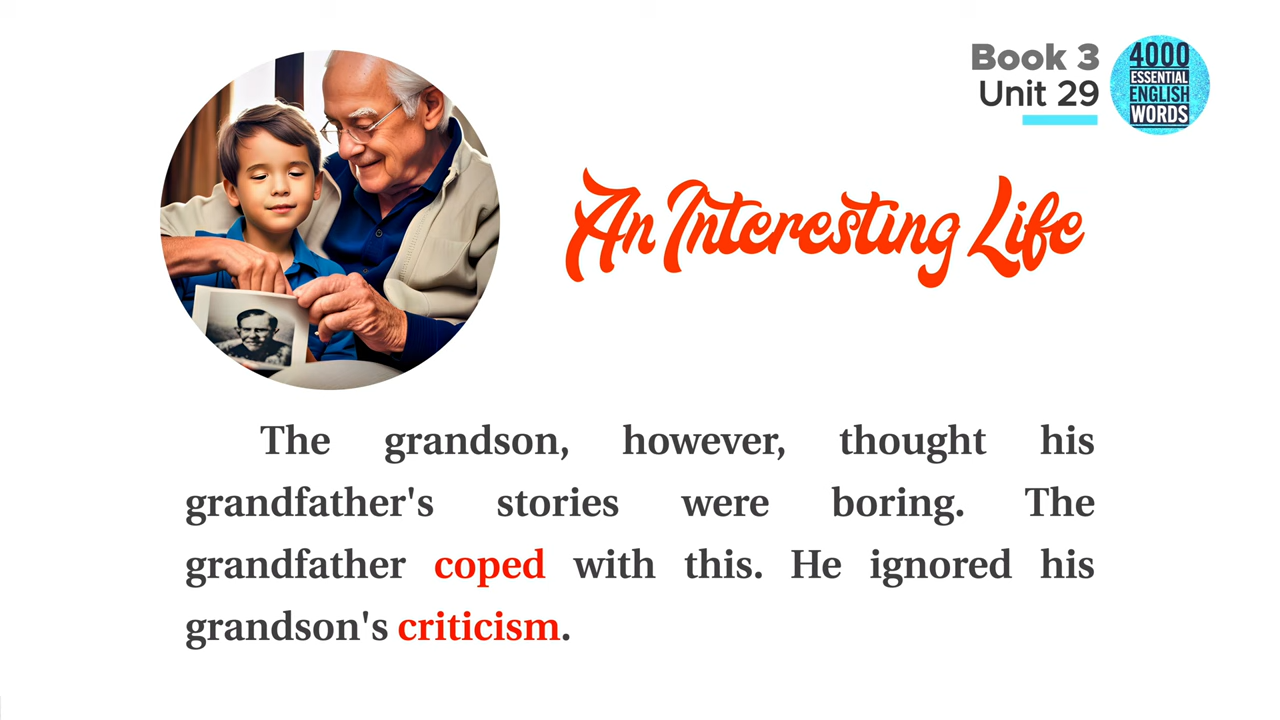 Book 3
Unit 29
4000
ESSENTIAL
ENGLISH
WORDS
An Interesting Life
The grandson, however, thought his
grandfather's stories were boring. The
grandfather coped with this. He ignored his
grandson's criticism.